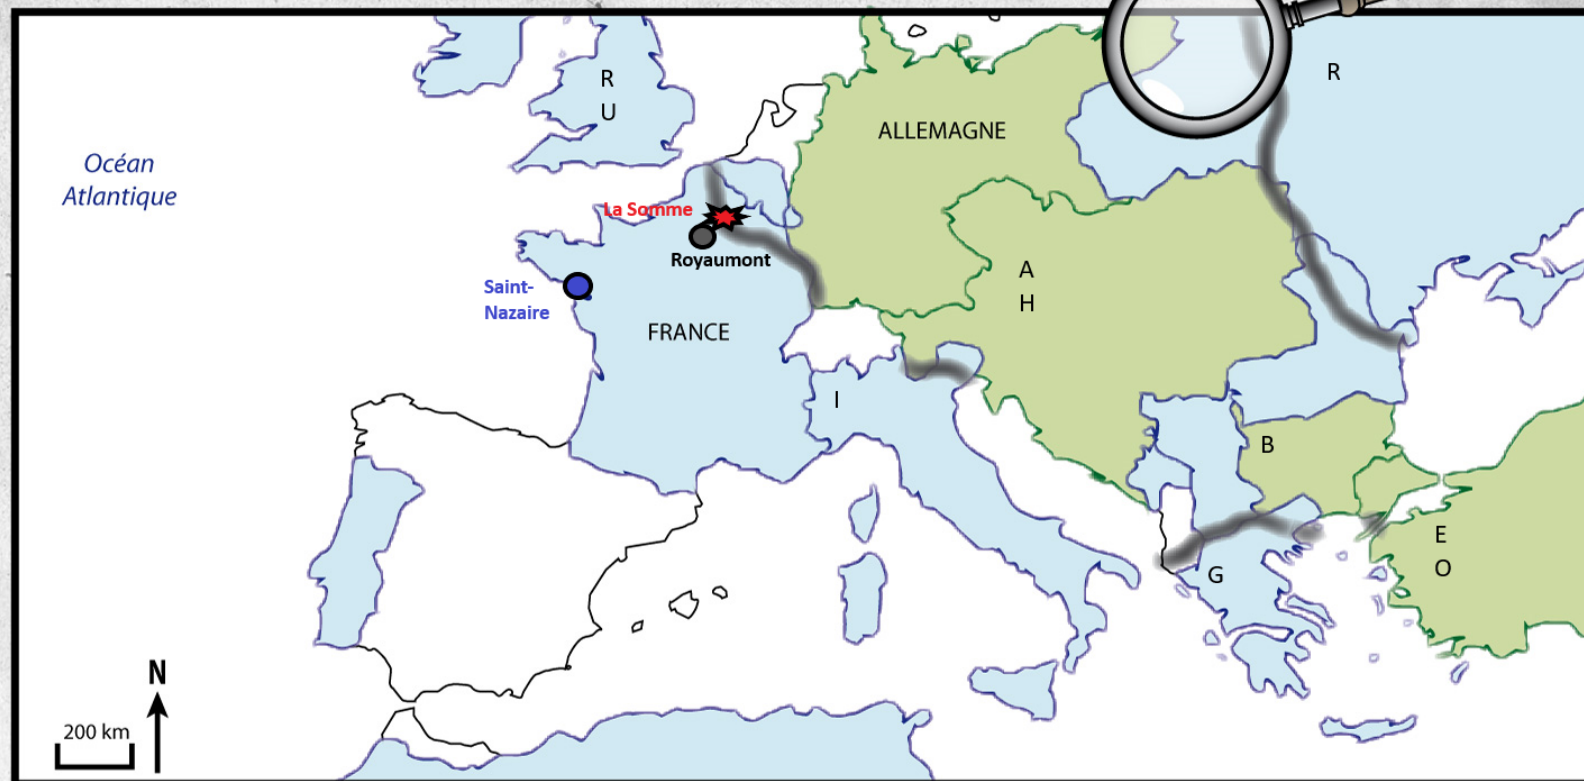 R
U
R
ALLEMAGNE
Océan
Atlantique
La Somme
Royaumont
A
H
Saint-
Nazaire
FRANCE
I
B
E
O
G
N
200 km